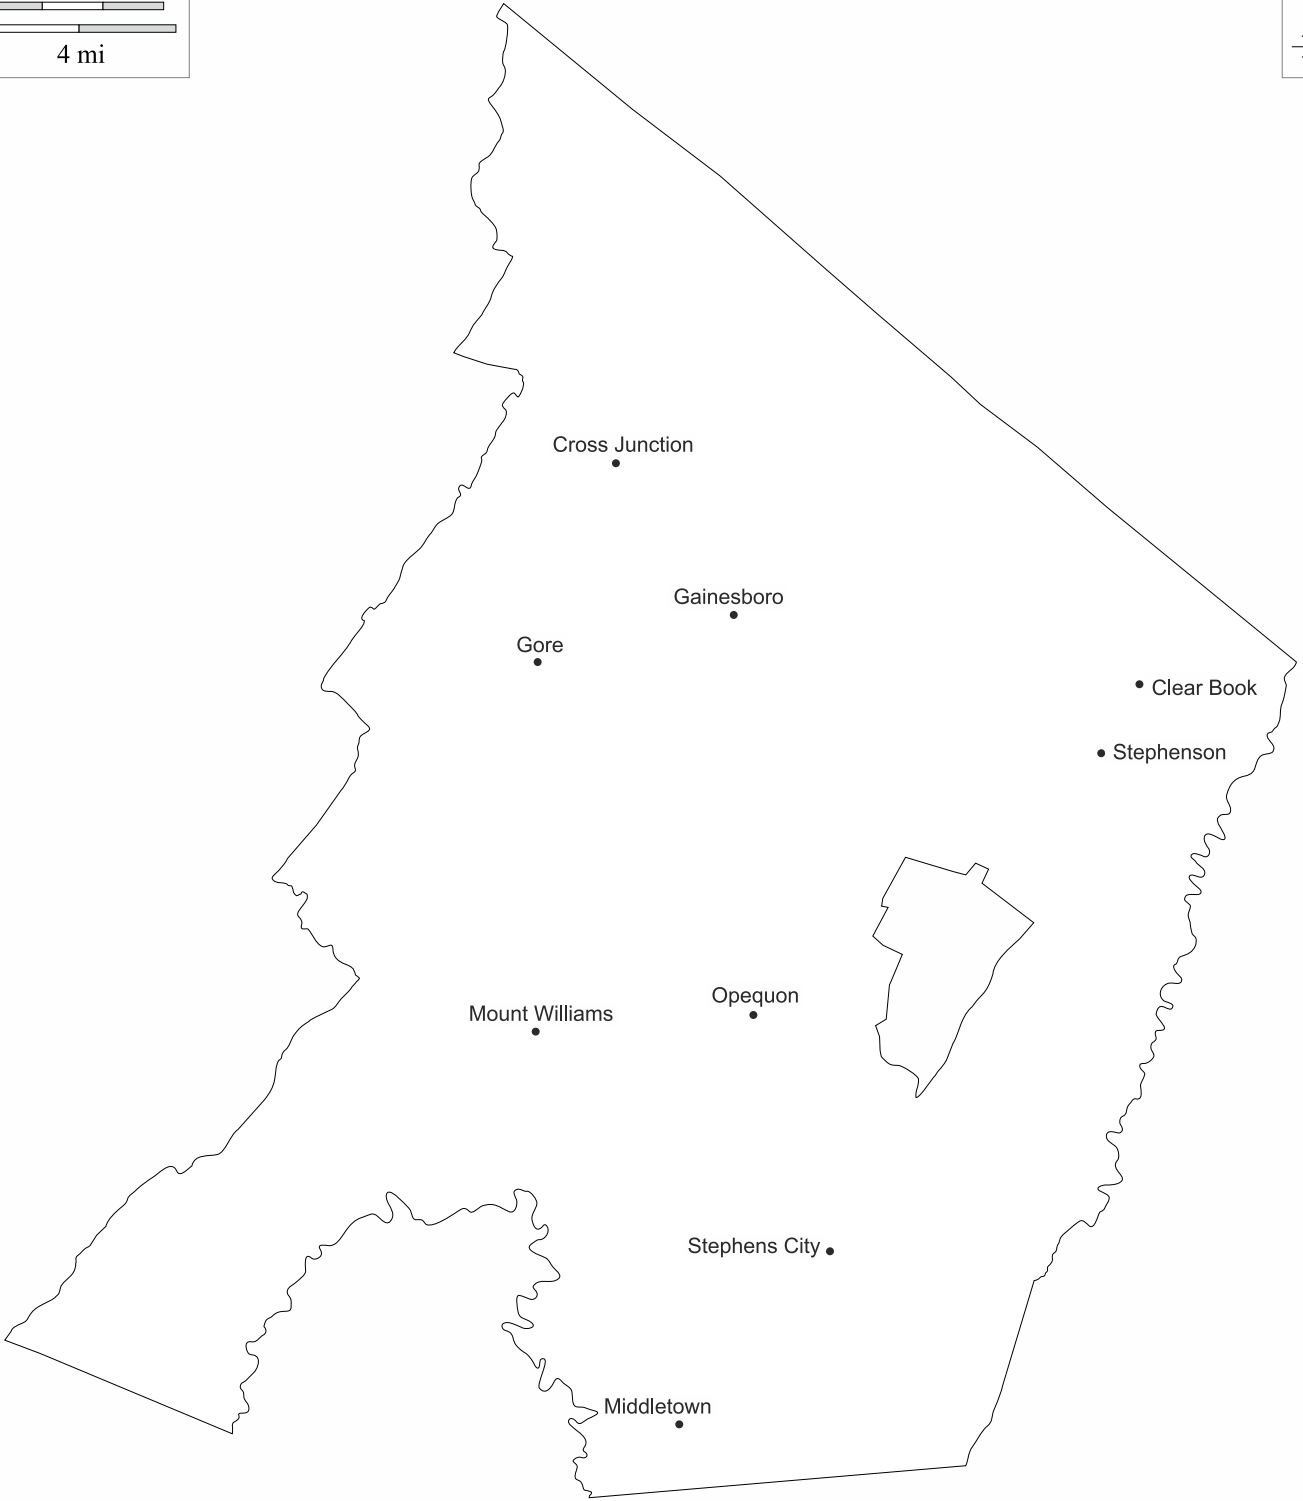 4 mi
Cross Junction
Gainesboro
Gore
Clear Book
Stephenson
Opequon
Mount Williams
Stephens City
Middletown